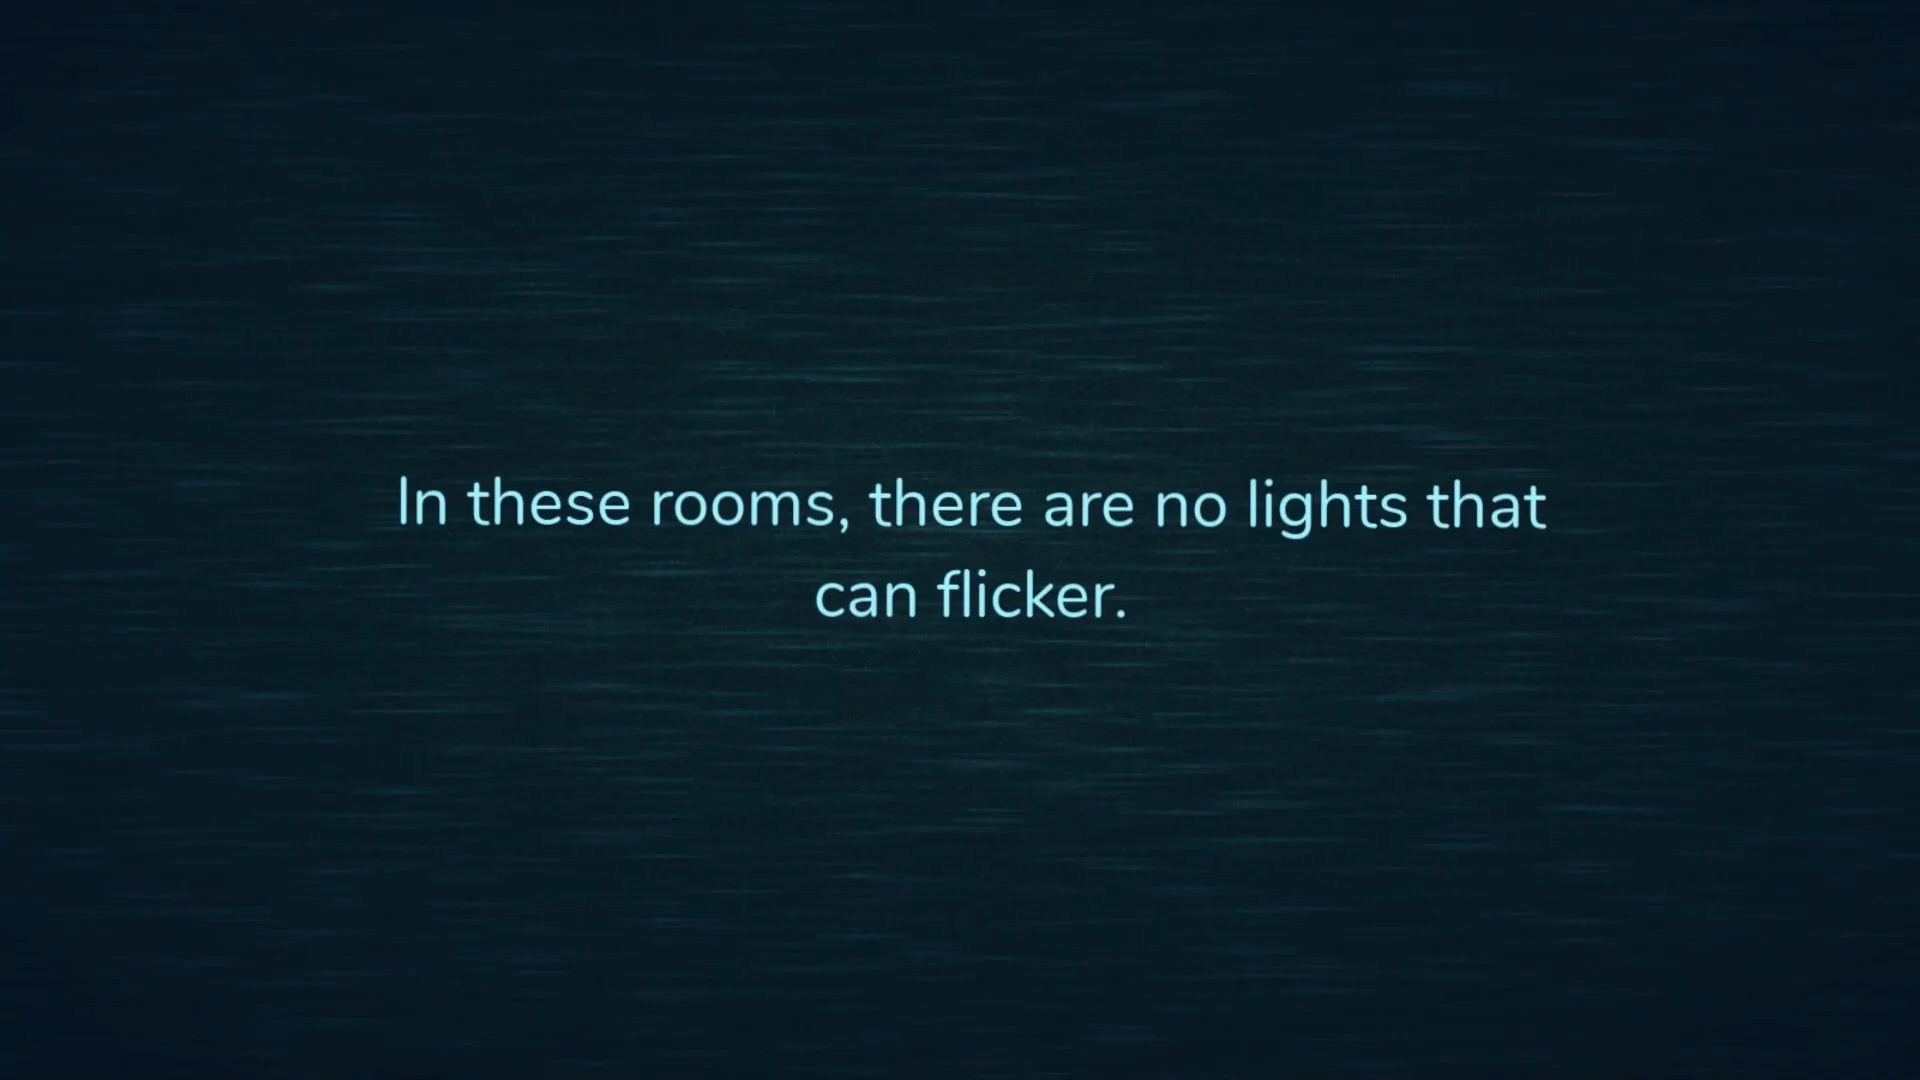 In these rooms, there are no lights that
can flicker.